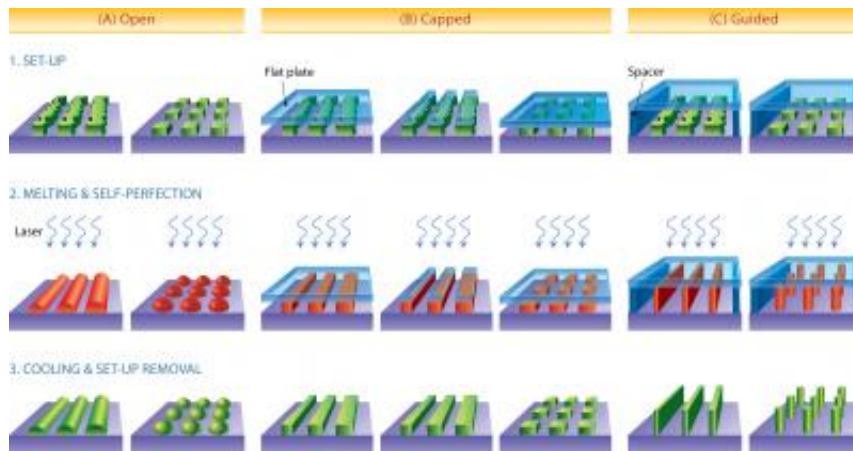 (A) Open
(B) Capped
(C) Guided
1. SET-UP
Flat plate
Spacer
2. MELTING & SELF-PERFECTION
Laser
3. COOLING & SET-UP REMOVAL